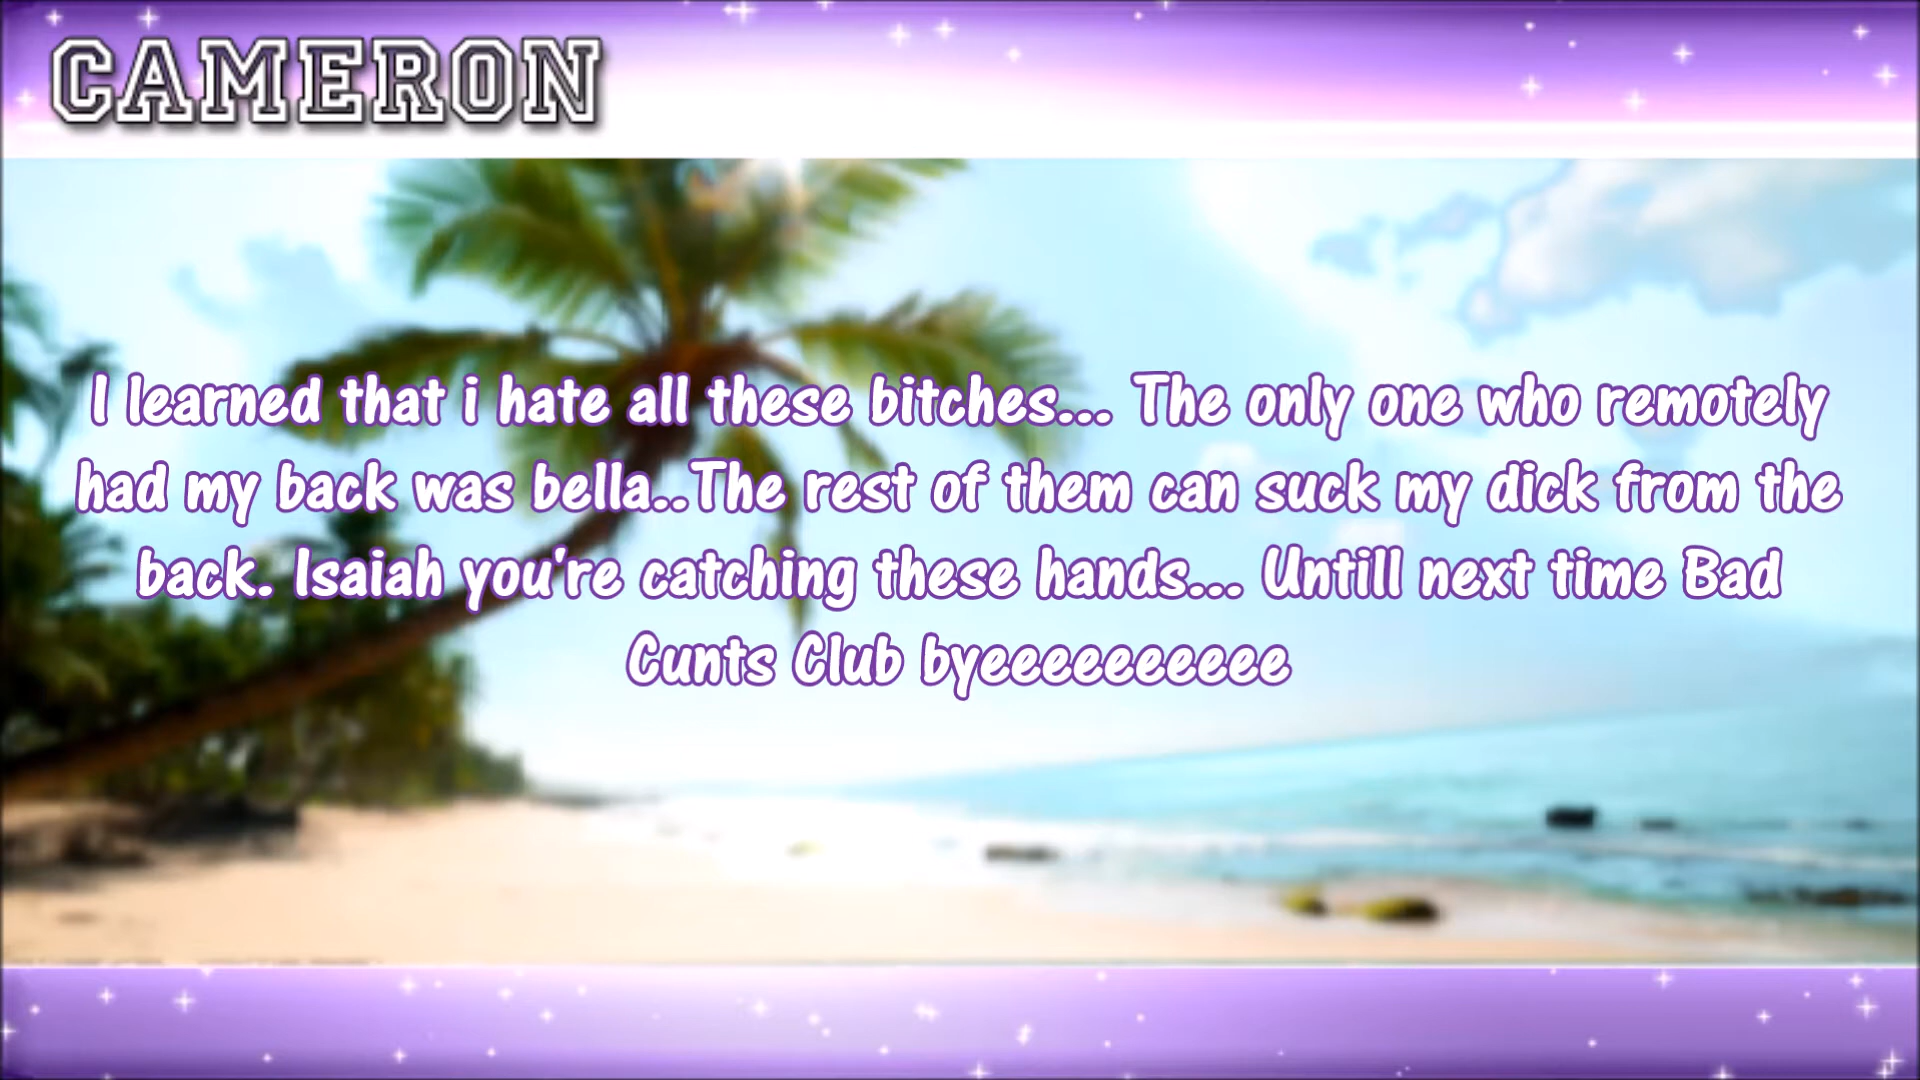 CAMERON
I learned that i hate all these bitches... The only one who remotely
had my back was bella..The rest of them can suck my dick from the
back. Isaiah you're catching these hands... Untill next time Bad
Cunts Club byeeeeeeeeee